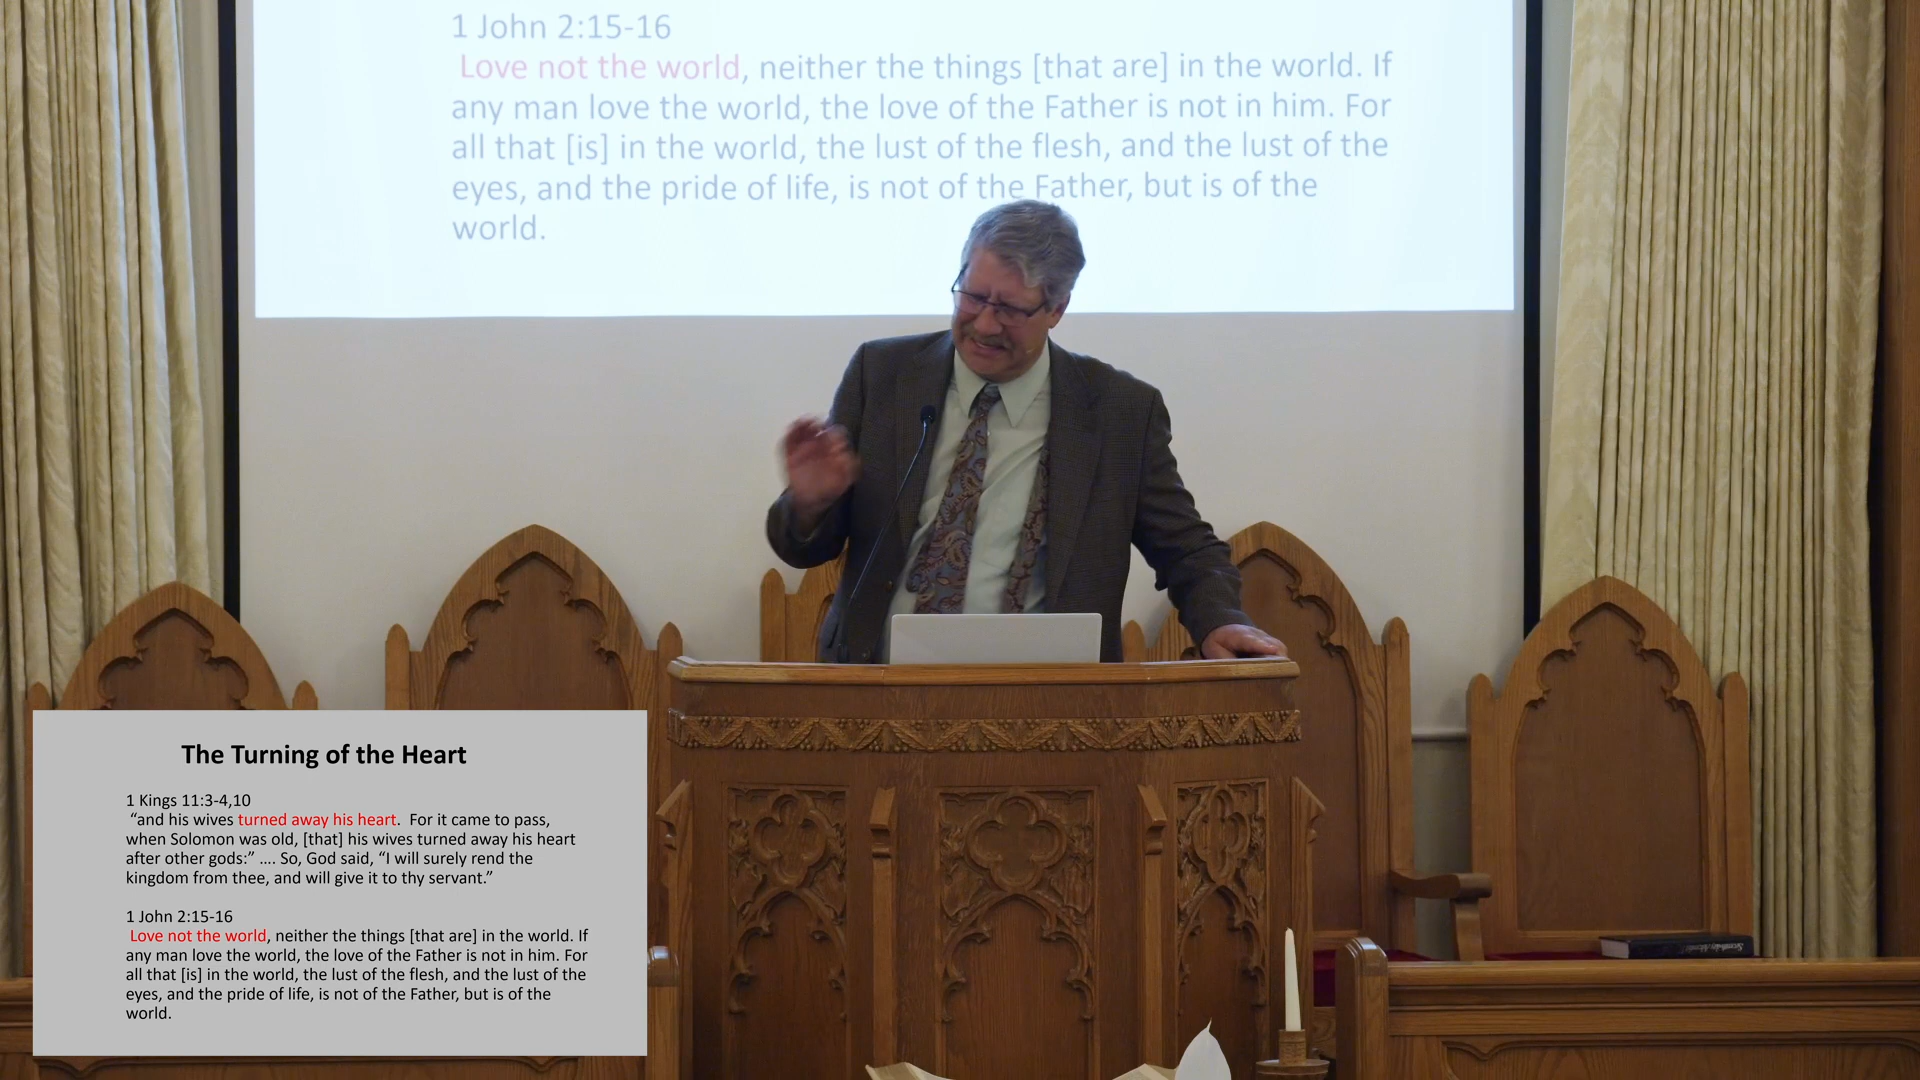 1 John 2:15-16
Love not the world, neither the things [that are] in the world. If
any man love the world, the love of the Father is not in him. For
all that [is] in the world, the lust of the flesh, and the lust of the
eyes, and the pride of life, is not of the Father, but is of the
world.
The Turning of the Heart
1 Kings 11:3-4,10
“and his wives turned away his heart.  For it came to pass,
when Solomon was old, [that] his wives turned away his heart
after other gods:” .... So, God said, “I will surely rend the
kingdom from thee, and will give it to thy servant.”
1 John 2:15-16
Love not the world, neither the things [that are] in the world. If
any man love the world, the love of the Father is not in him. For
all that [is] in the world, the lust of the flesh, and the lust of the
eyes, and the pride of life, is not of the Father, but is of the
world.